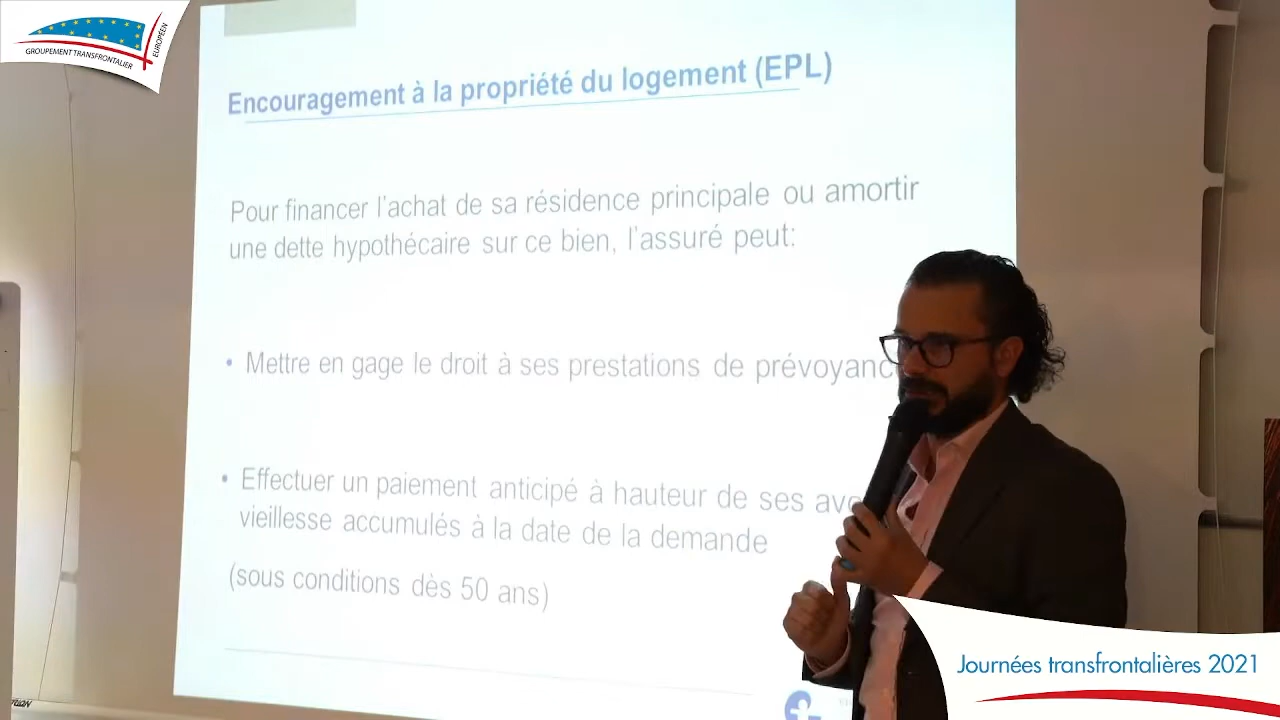 GROUPEMENT TRANSFRONTALIER
EUROPÉEN
Encouragement à la propriété du logement (EPL)
Pour financer l'achat de sa résidence principale ou amortir
une dette hypothécaire sur ce bien, l'assuré peut:
• Mettre en gage le droit à ses prestations de prévoyanc
• Effectuer un paiement anticipé à hauteur de ses avo
vieillesse accumulés à la date de la demande
(sous conditions dès 50 ans)
Journées transfrontalières 2021